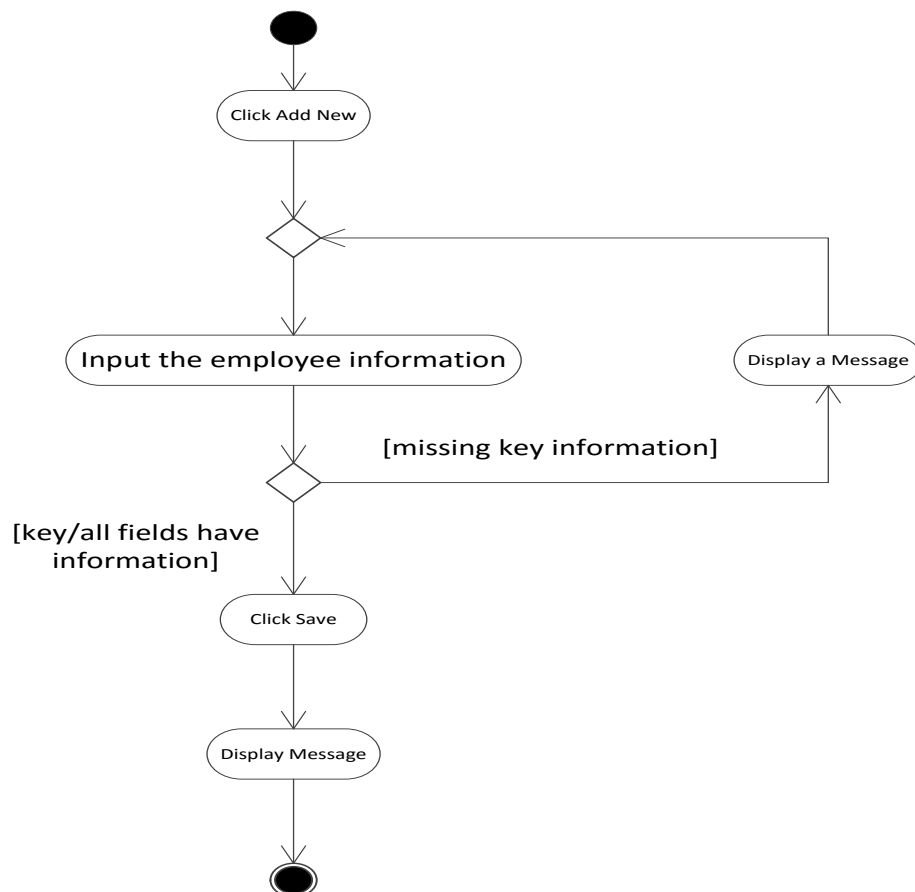 Click Add New
Input the employee information
Display a Message
[missing key information]
[key/all fields have
information]
Click Save
Display Message